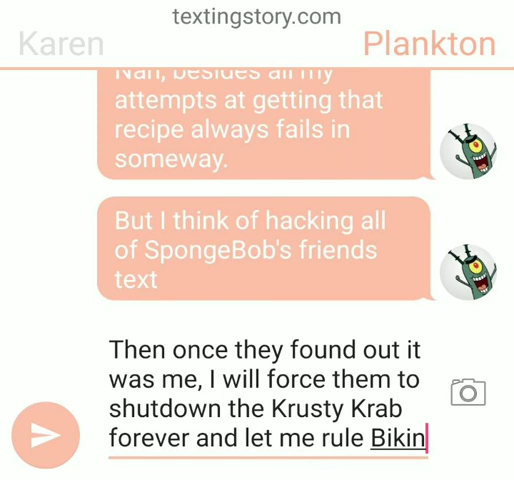 textingstory.com
Karen
Plankton
Nah, besides all my
attempts at getting that
recipe always fails in
someway.
But I think of hacking all
of SpongeBob's friends
text
Then once they found out it
was me, I will force them to
shutdown the Krusty Krab
forever and let me rule Bikin